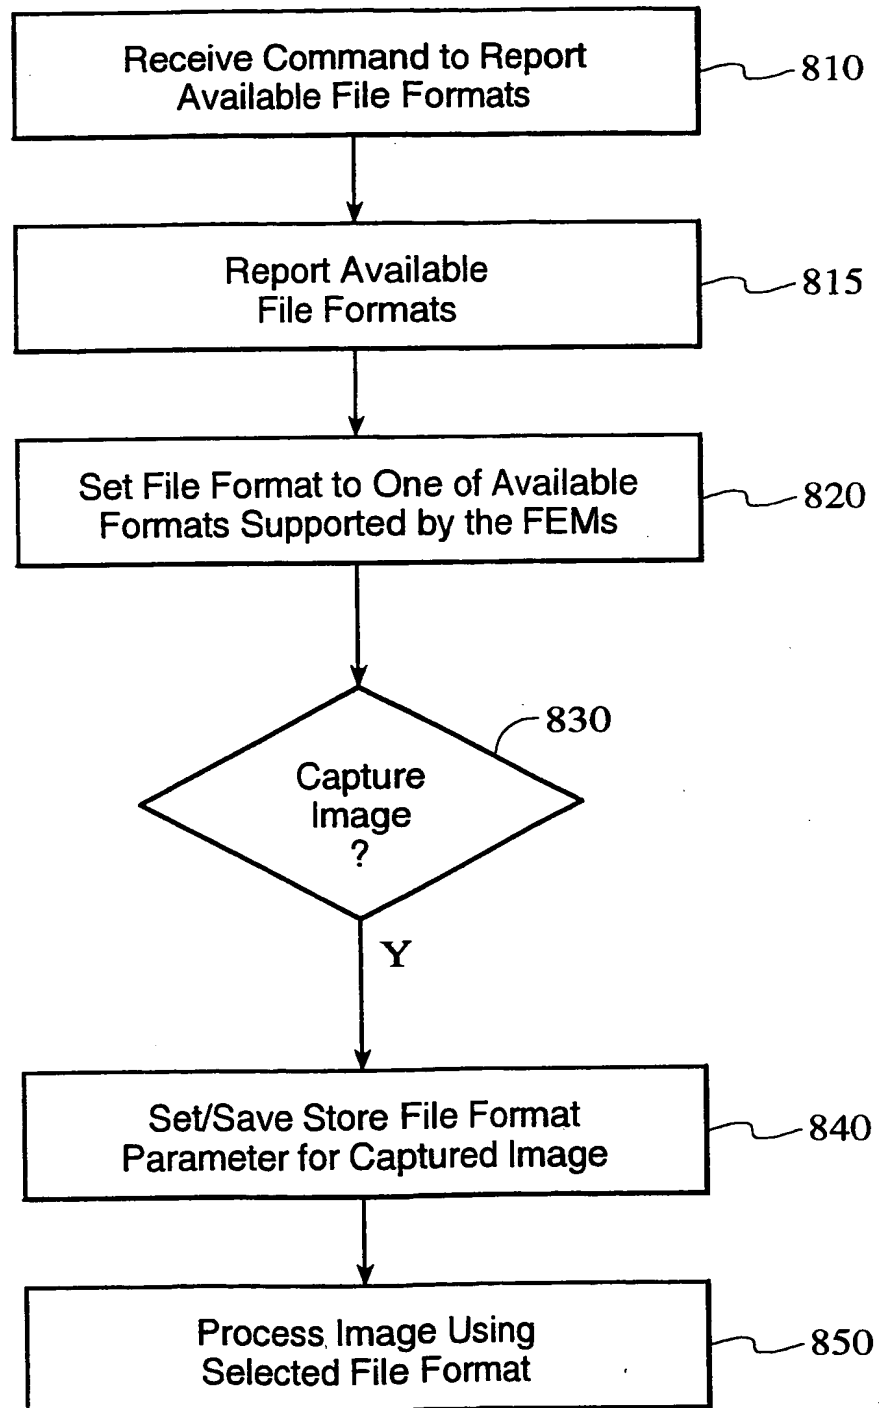 Receive Command to Report
Available File Formats
810
Report Available
File Formats
815
Set File Format to One of Available
Formats Supported by the FEMs
820
830
Capture
Image
?
Y
Set/Save Store File Format
Parameter for Captured Image
840
Process Image Using
Selected File Format
850